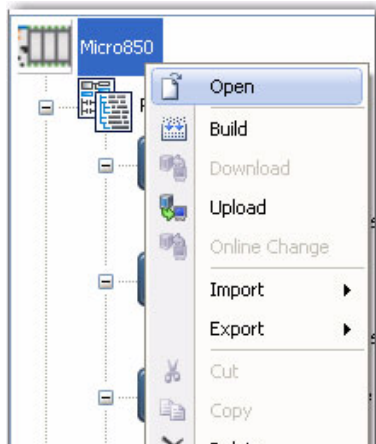 Micro850
Open
Build
Download
Upload
Online Change
Import
Export
Cut
Copy